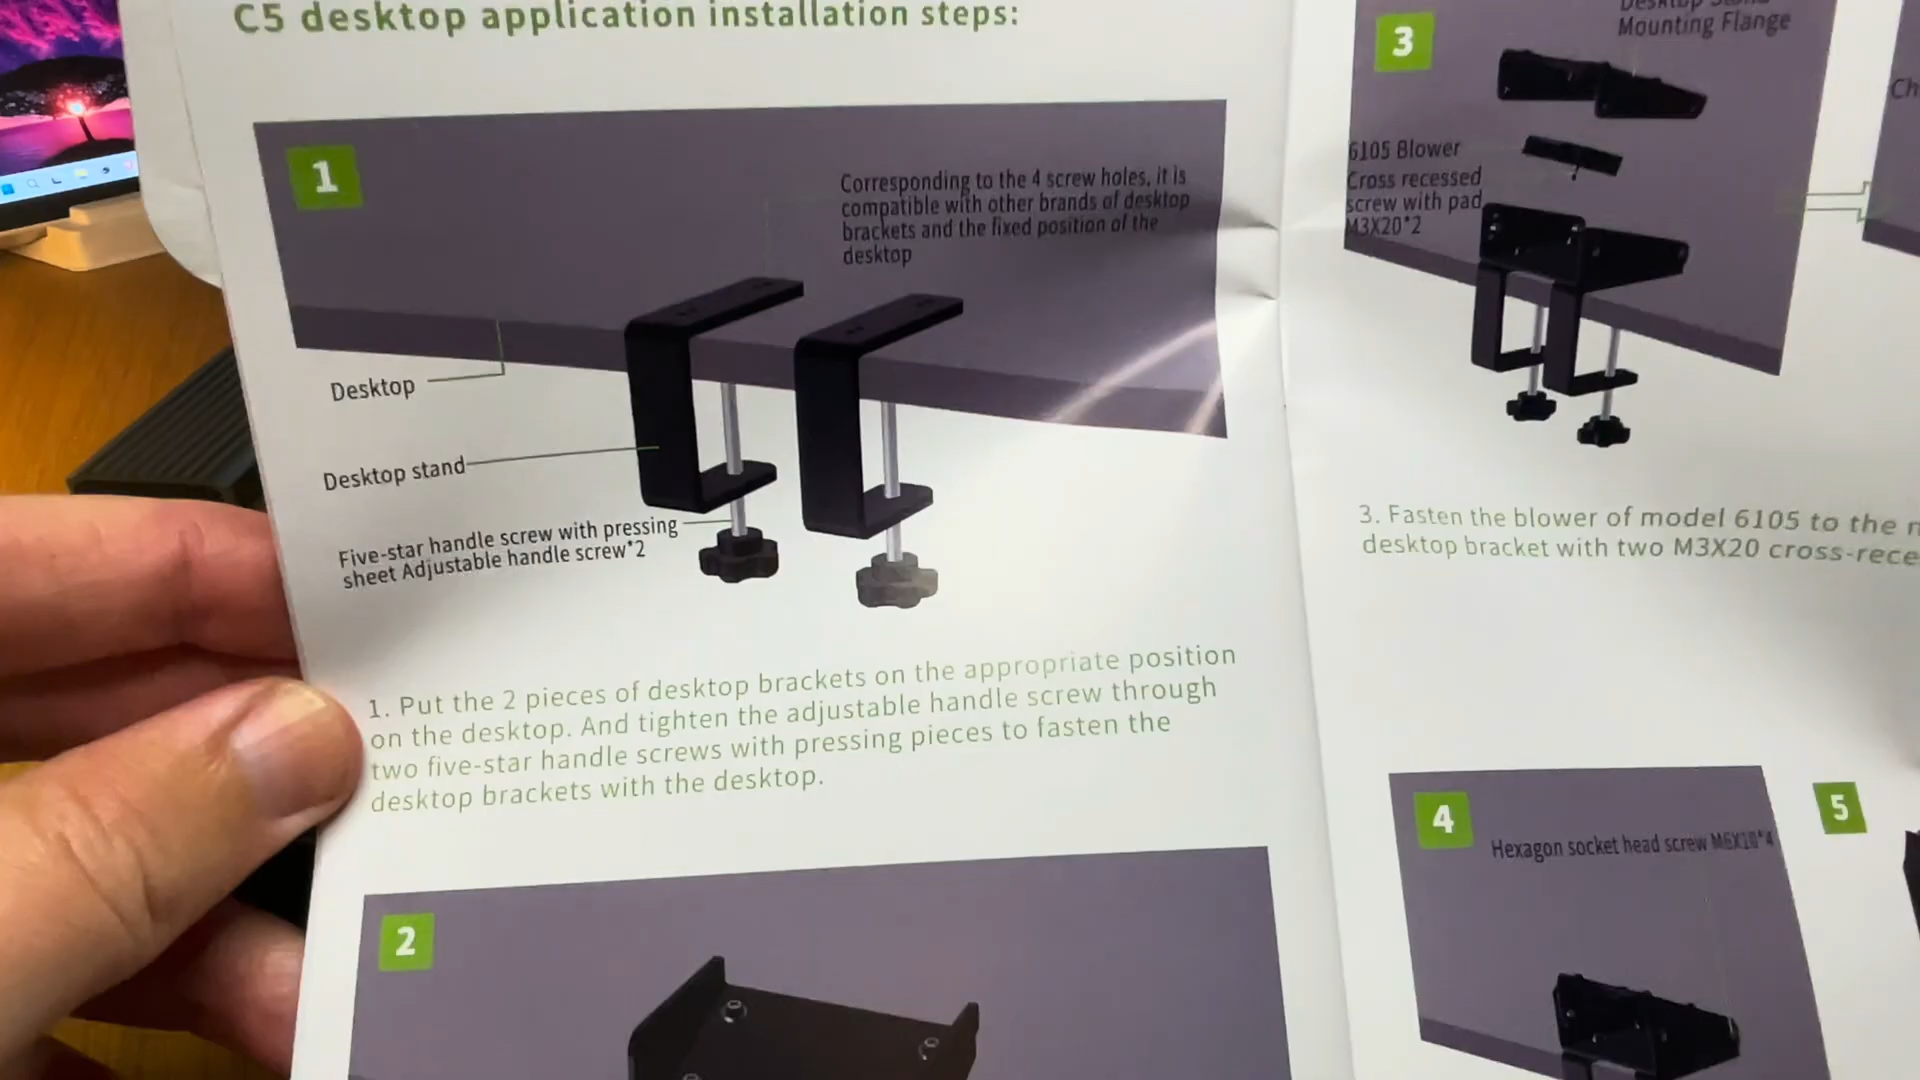 C5 desktop application installation steps:
1
Corresponding to the 4 screw holes, it is
compatible with other brands of desktop
brackets and the fixed position of the
desktop
Desktop
Desktop stand
Five-star handle screw with pressing
sheet Adjustable handle screw*2
1. Put the 2 pieces of desktop brackets on the appropriate position
on the desktop. And tighten the adjustable handle screw through
two five-star handle screws with pressing pieces to fasten the
desktop brackets with the desktop.
2
3
Mounting Flange
6105 Blower
Cross recessed
screw with pad
M3X20*2
3. Fasten the blower of model 6105 to the
desktop bracket with two M3X20 cross-rece
4
Hexagon socket head screw M6X10*4
5